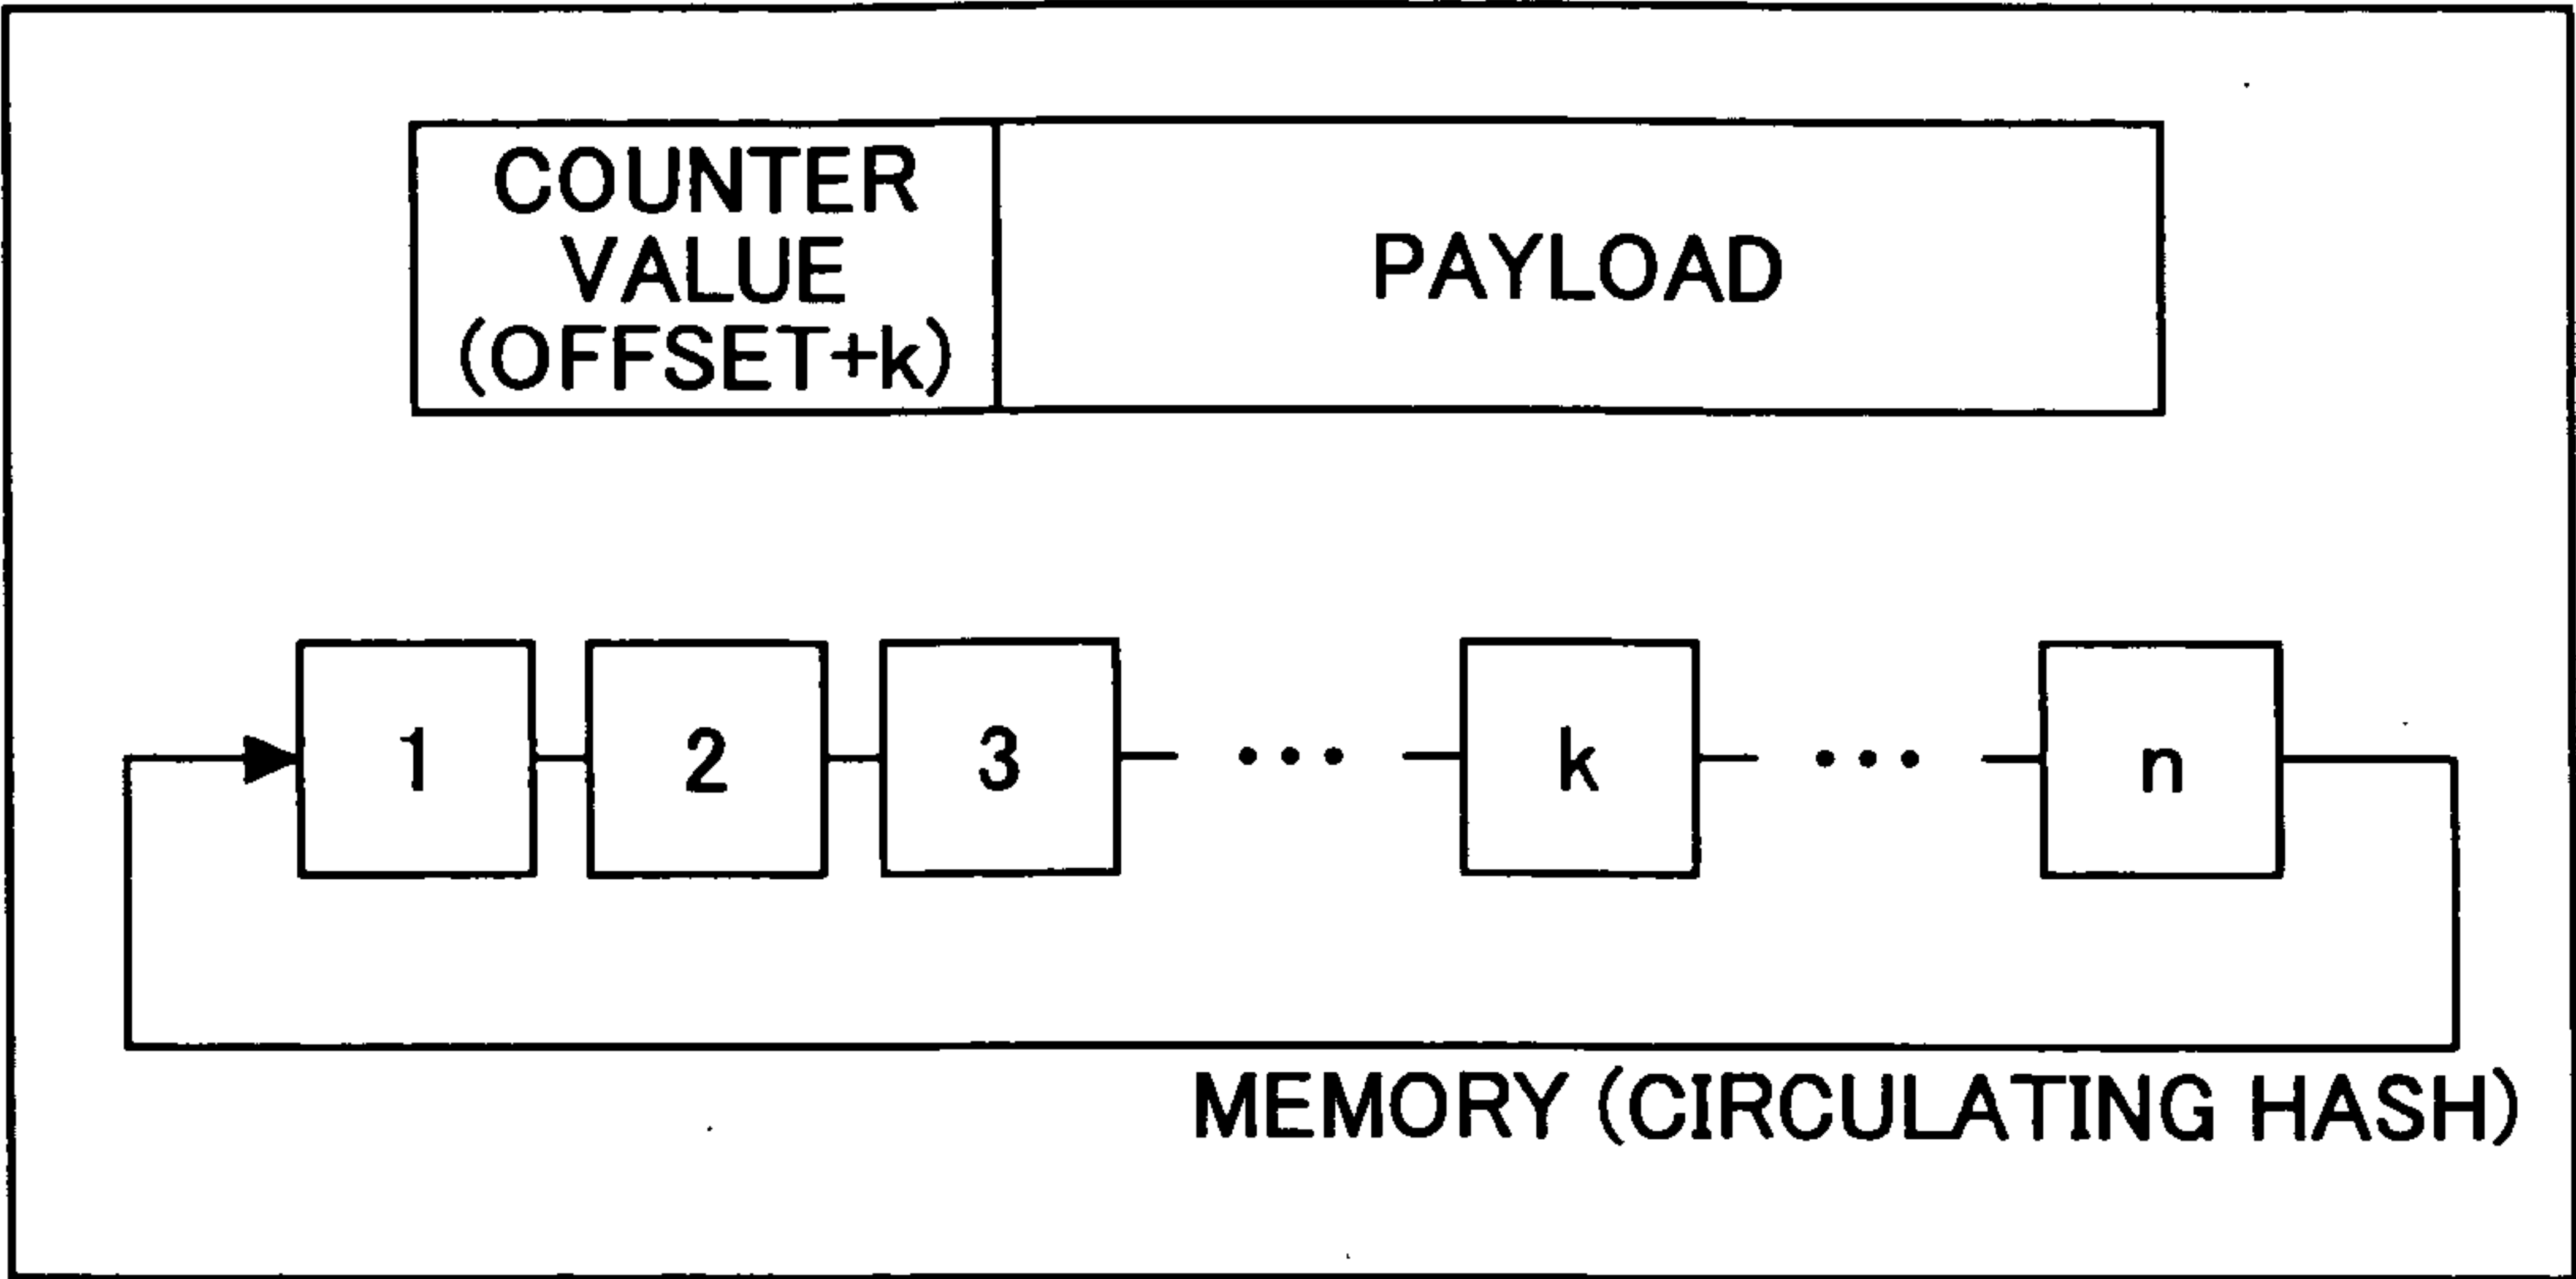 COUNTER
VALUE
(OFFSET+k)
PAYLOAD
1 2 3 ... k ... n
MEMORY (CIRCULATING HASH)